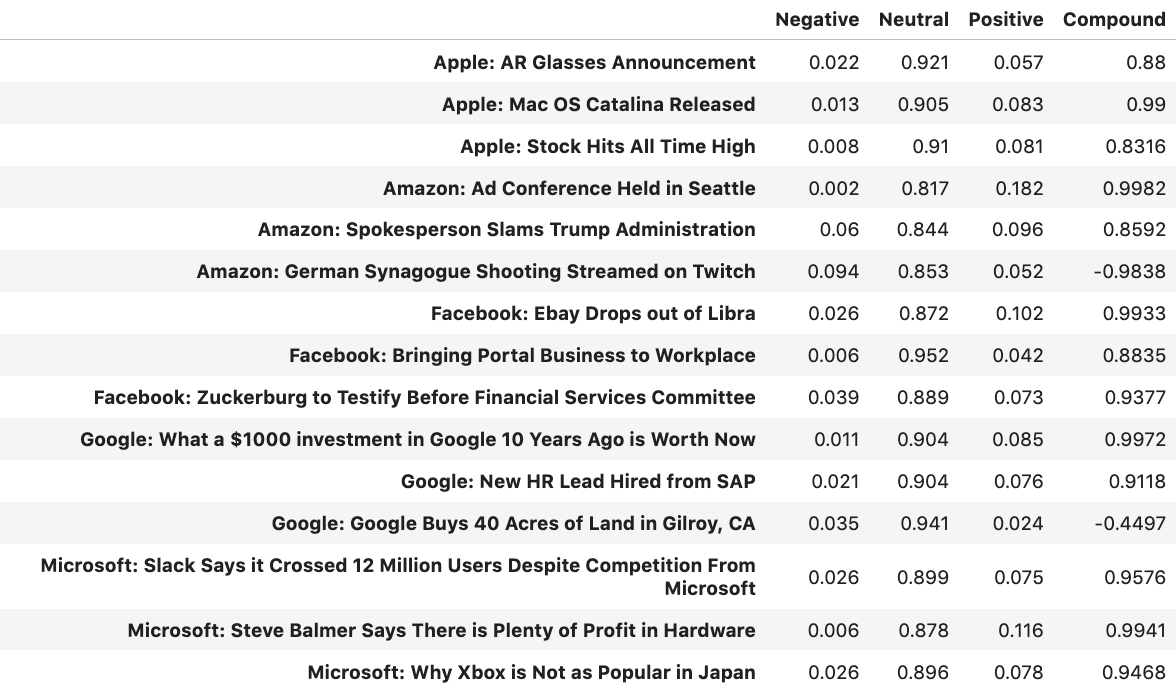 Negative Neutral Positive Compound
Apple: AR Glasses Announcement 0.022 0.921 0.057 0.88
Apple: Mac OS Catalina Released 0.013 0.905 0.083 0.99
Apple: Stock Hits All Time High 0.008 0.91 0.081 0.8316
Amazon: Ad Conference Held in Seattle 0.002 0.817 0.182 0.9982
Amazon: Spokesperson Slams Trump Administration 0.06 0.844 0.096 0.8592
Amazon: German Synagogue Shooting Streamed on Twitch 0.094 0.853 0.052 -0.9838
Facebook: Ebay Drops out of Libra 0.026 0.872 0.102 0.9933
Facebook: Bringing Portal Business to Workplace 0.006 0.952 0.042 0.8835
Facebook: Zuckerburg to Testify Before Financial Services Committee 0.039 0.889 0.073 0.9377
Google: What a $1000 investment in Google 10 Years Ago is Worth Now 0.011 0.904 0.085 0.9972
Google: New HR Lead Hired from SAP 0.021 0.904 0.076 0.9118
Google: Google Buys 40 Acres of Land in Gilroy, CA 0.035 0.941 0.024 -0.4497
Microsoft: Slack Says it Crossed 12 Million Users Despite Competition From
Microsoft 0.026 0.899 0.075 0.9576
Microsoft: Steve Balmer Says There is Plenty of Profit in Hardware 0.006 0.878 0.116 0.9941
Microsoft: Why Xbox is Not as Popular in Japan 0.026 0.896 0.078 0.9468